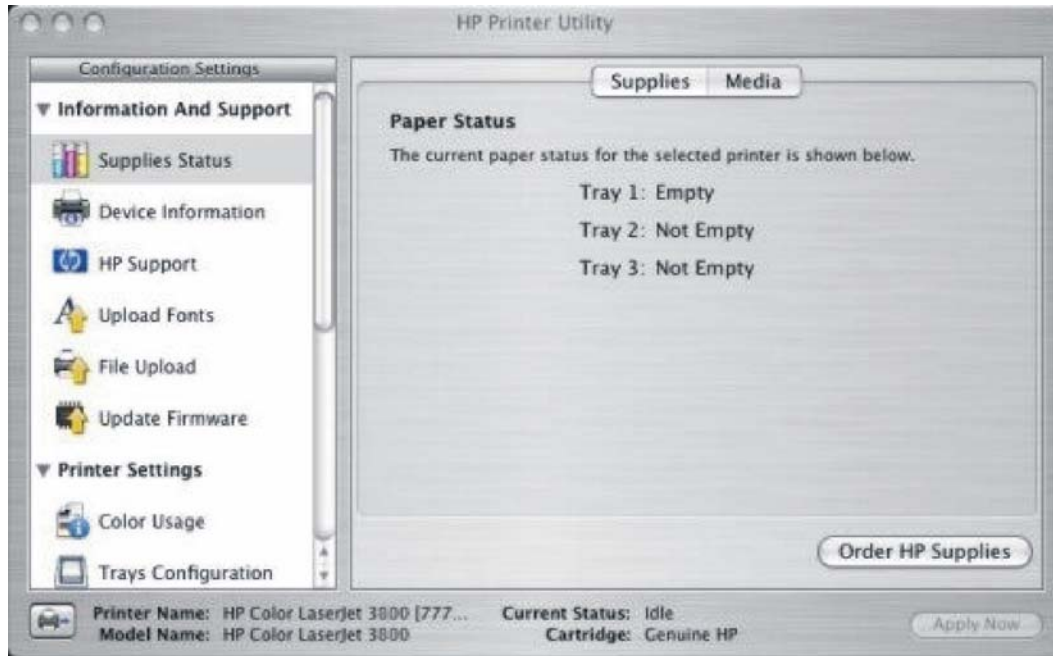 HP Printer Utility
Configuration Settings
Information And Support
Supplies Status
Device Information
HP Support
Upload Fonts
File Upload
Update Firmware
Printer Settings
Color Usage
Trays Configuration
Supplies Media
Paper Status
The current paper status for the selected printer is shown below.
Tray 1: Empty
Tray 2: Not Empty
Tray 3: Not Empty
Order HP Supplies
Printer Name: HP Color LaserJet 3800 [777...
Model Name: HP Color LaserJet 3800
Current Status: Idle
Cartridge: Genuine HP
Apply Now